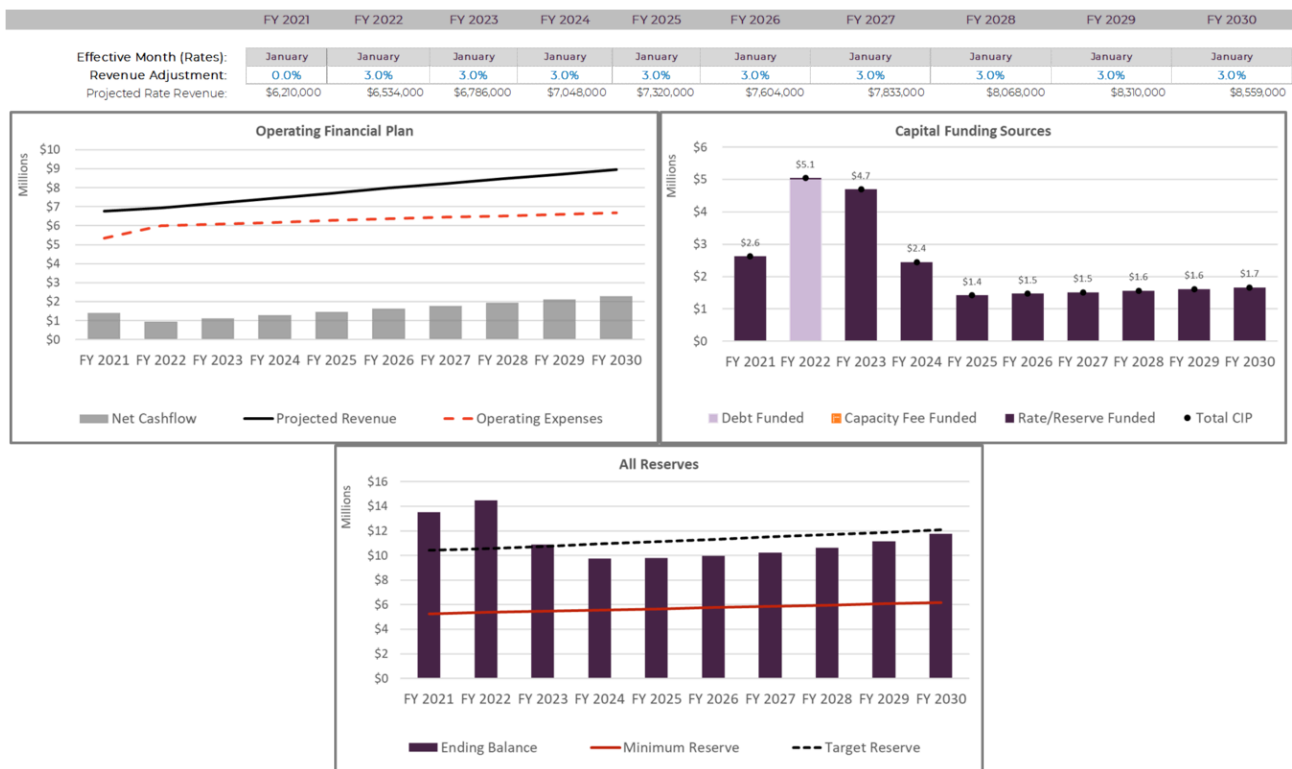 FY 2021 FY 2022 FY 2023 FY 2024 FY 2025 FY 2026 FY 2027 FY 2028 FY 2029 FY 2030
Effective Month (Rates): January January January January January January January January January January
Revenue Adjustment: 0.0% 3.0% 3.0% 3.0% 3.0% 3.0% 3.0% 3.0% 3.0% 3.0%
Projected Rate Revenue: $6,210,000 $6,534,000 $6,786,000 $7,048,000 $7,320,000 $7,604,000 $7,833,000 $8,068,000 $8,310,000 $8,559,000
Operating Financial Plan
Millions
$10
$9
$8
$7
$6
$5
$4
$3
$2
$1
$0
FY 2021 FY 2022 FY 2023 FY 2024 FY 2025 FY 2026 FY 2027 FY 2028 FY 2029 FY 2030
Net Cashflow Projected Revenue Operating Expenses
Capital Funding Sources
Millions
$6
$5
$4
$3
$2
$1
$0
$2.6 $5.1 $4.7 $2.4 $1.4 $1.5 $1.5 $1.6 $1.6 $1.7
FY 2021 FY 2022 FY 2023 FY 2024 FY 2025 FY 2026 FY 2027 FY 2028 FY 2029 FY 2030
Debt Funded Capacity Fee Funded Rate/Reserve Funded Total CIP
All Reserves
Millions
$16
$14
$12
$10
$8
$6
$4
$2
$0
FY 2021 FY 2022 FY 2023 FY 2024 FY 2025 FY 2026 FY 2027 FY 2028 FY 2029 FY 2030
Ending Balance Minimum Reserve Target Reserve